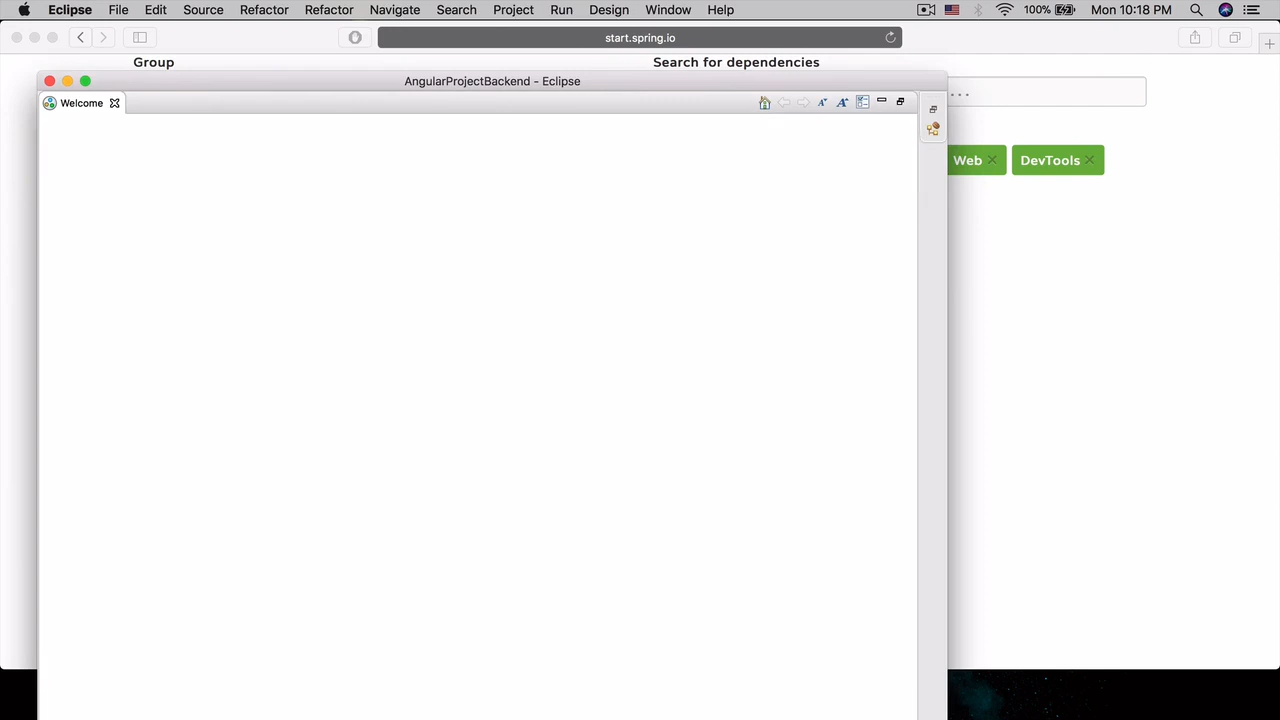 Eclipse File Edit Source Refactor Refactor Navigate Search Project Run Design Window Help 100% Mon 10:18 PM
start.spring.io
Group Search for dependencies
AngularProjectBackend - Eclipse
...
Welcome
Web DevTools